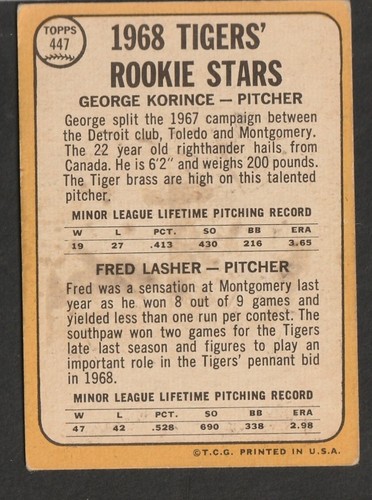 TOPPS
447
1968 TIGERS'
ROOKIE STARS
GEORGE KORINCE — PITCHER
George split the 1967 campaign between
the Detroit club, Toledo and Montgomery.
The 22 year old righthander hails from
Canada. He is 6'2" and weighs 200 pounds.
The Tiger brass are high on this talented
pitcher.
MINOR LEAGUE LIFETIME PITCHING RECORD
W L PCT. SO BB ERA
19 27 .413 430 216 3.65
FRED LASHER — PITCHER
Fred was a sensation at Montgomery last
year as he won 8 out of 9 games and
yielded less than one run per contest. The
southpaw won two games for the Tigers
late last season and figures to play an
important role in the Tigers' pennant bid
in 1968.
MINOR LEAGUE LIFETIME PITCHING RECORD
W L PCT. SO BB ERA
47 42 .528 690 338 2.98
©T.C.G. PRINTED IN U.S.A.